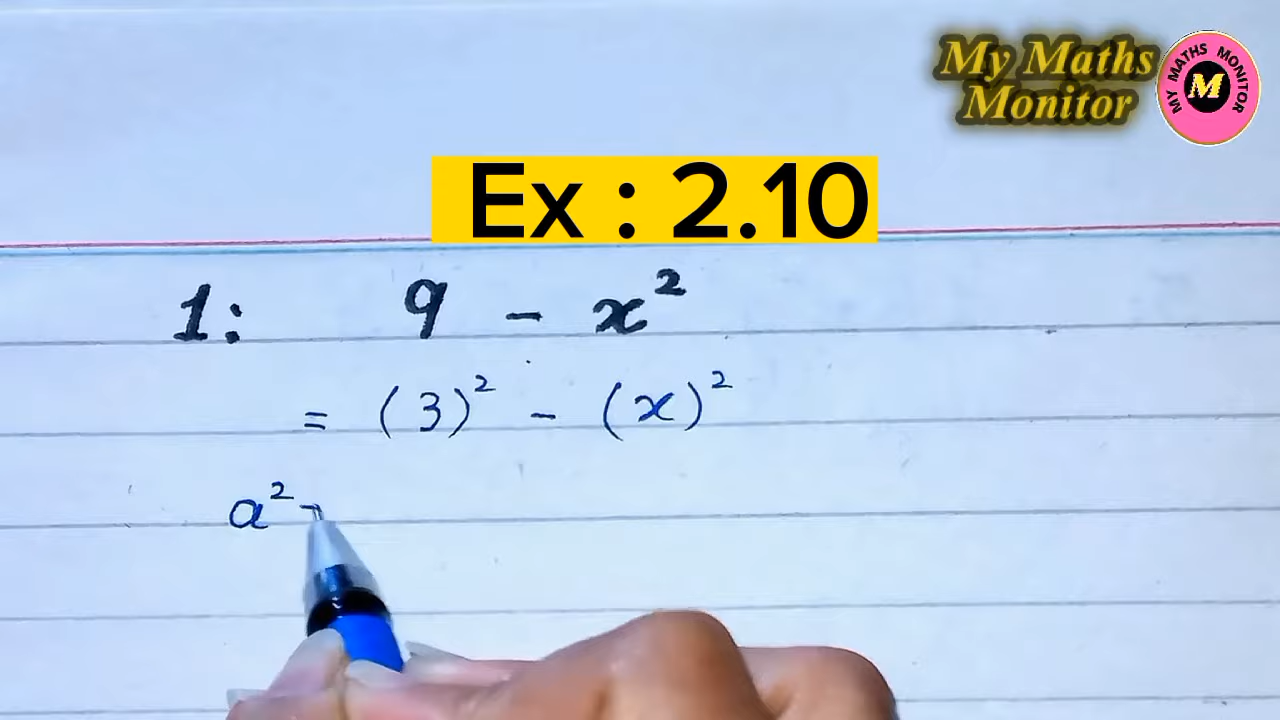 My Maths
Monitor
MY MATHS MONITOR
M
Ex : 2.10
1: 9 - x²
= (3)² - (x)²
a² -